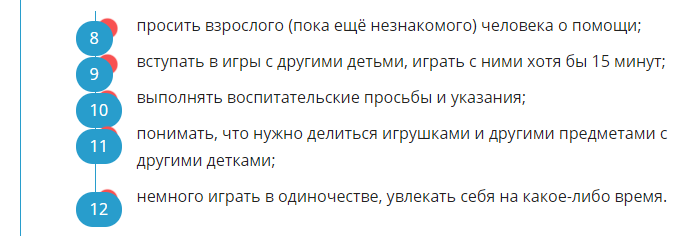 8 просить взрослого (пока ещё незнакомого) человека о помощи;
9 вступать в игры с другими детьми, играть с ними хотя бы 15 минут;
10 выполнять воспитательские просьбы и указания;
11 понимать, что нужно делиться игрушками и другими предметами с
другими детками;
12 немного играть в одиночестве, увлекать себя на какое-либо время.